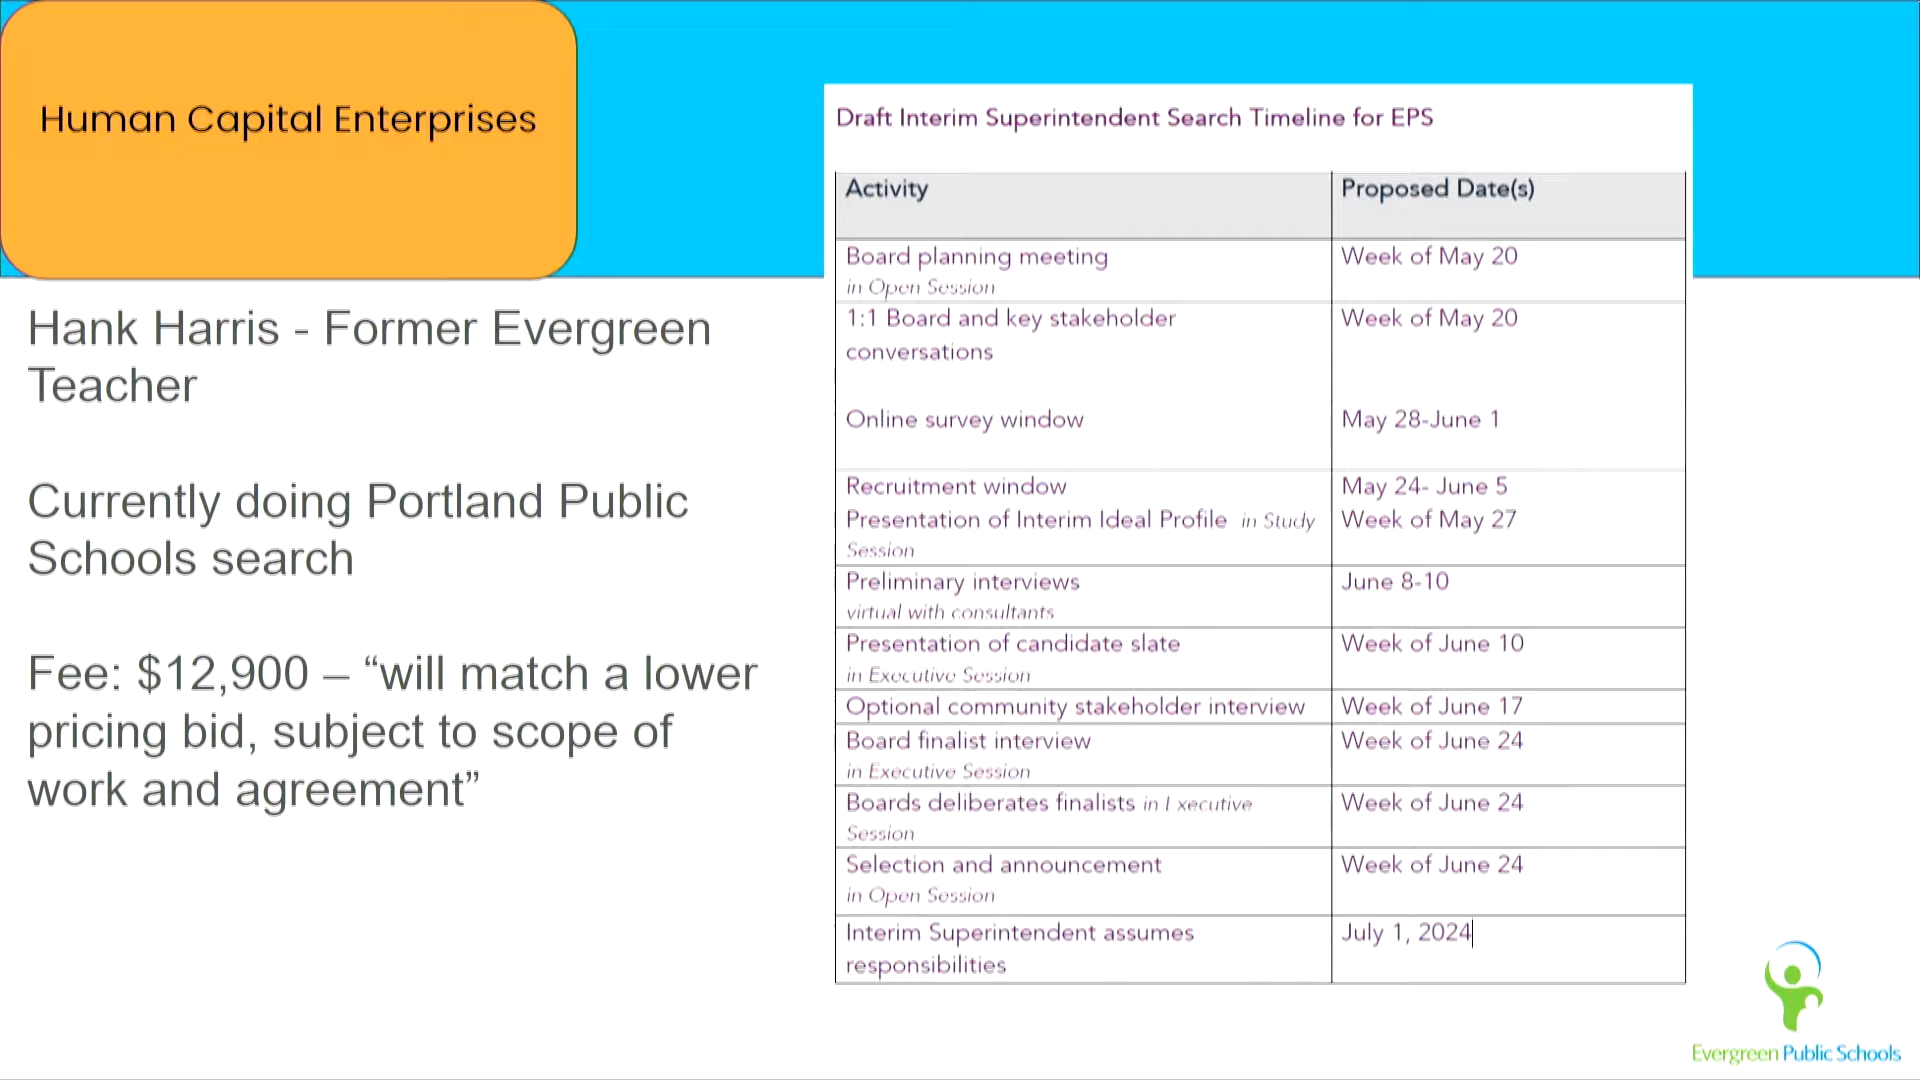 Human Capital Enterprises
Hank Harris - Former Evergreen
Teacher
Currently doing Portland Public
Schools search
Fee: $12,900 – “will match a lower
pricing bid, subject to scope of
work and agreement”
Draft Interim Superintendent Search Timeline for EPS
Activity Proposed Date(s)
Board planning meeting Week of May 20
in Open Session
1:1 Board and key stakeholder Week of May 20
conversations
Online survey window May 28-June 1
Recruitment window May 24- June 5
Presentation of Interim Ideal Profile in Study Week of May 27
Session
Preliminary interviews June 8-10
virtual with consultants
Presentation of candidate slate Week of June 10
in Executive Session
Optional community stakeholder interview Week of June 17
Board finalist interview Week of June 24
in Executive Session
Boards deliberates finalists in Executive Week of June 24
Session
Selection and announcement Week of June 24
in Open Session
Interim Superintendent assumes July 1, 2024
responsibilities
Evergreen Public Schools